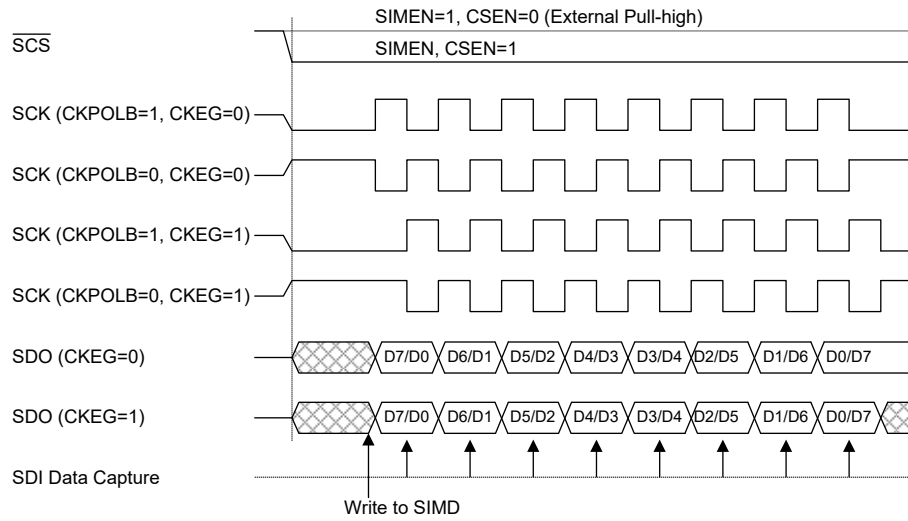 SIMEN=1, CSEN=0 (External Pull-high)
SCS
SIMEN, CSEN=1
SCK (CKPOLB=1, CKEG=0)
SCK (CKPOLB=0, CKEG=0)
SCK (CKPOLB=1, CKEG=1)
SCK (CKPOLB=0, CKEG=1)
SDO (CKEG=0) D7/D0 D6/D1 D5/D2 D4/D3 D3/D4 D2/D5 D1/D6 D0/D7
SDO (CKEG=1) D7/D0 D6/D1 D5/D2 D4/D3 D3/D4 D2/D5 D1/D6 D0/D7
SDI Data Capture
Write to SIMD